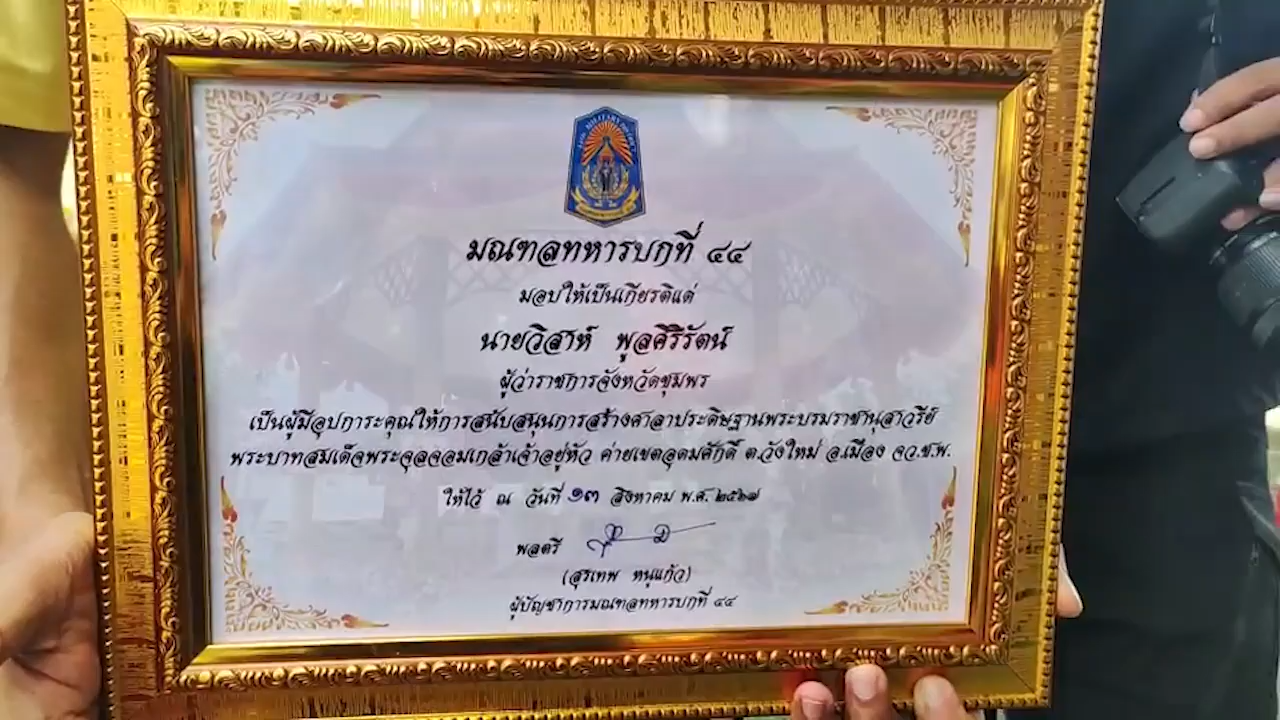 MILITARY
มณฑลทหารบกที่ ๔๔
มอบให้เป็นเกียรติแด่
นายวิสาห์ พูลศิริรัตน์
ผู้ว่าราชการจังหวัดชุมพร
เป็นผู้มีอุปการะคุณให้การสนับสนุนการสร้างศาลาประดิษฐานพระบรมราชานุสาวรีย์
พระบาทสมเด็จพระจุลจอมเกล้าเจ้าอยู่หัว ค่ายเขตอุดมศักดิ์ ต.วังใหม่ อ.เมือง จว.ช.พ.
ให้ไว้ ณ วันที่ ๑๓ สิงหาคม พ.ศ. ๒๕๖๗
พลตรี
(สุรเทพ หนูแก้ว)
ผู้บัญชาการมณฑลทหารบกที่ ๔๔